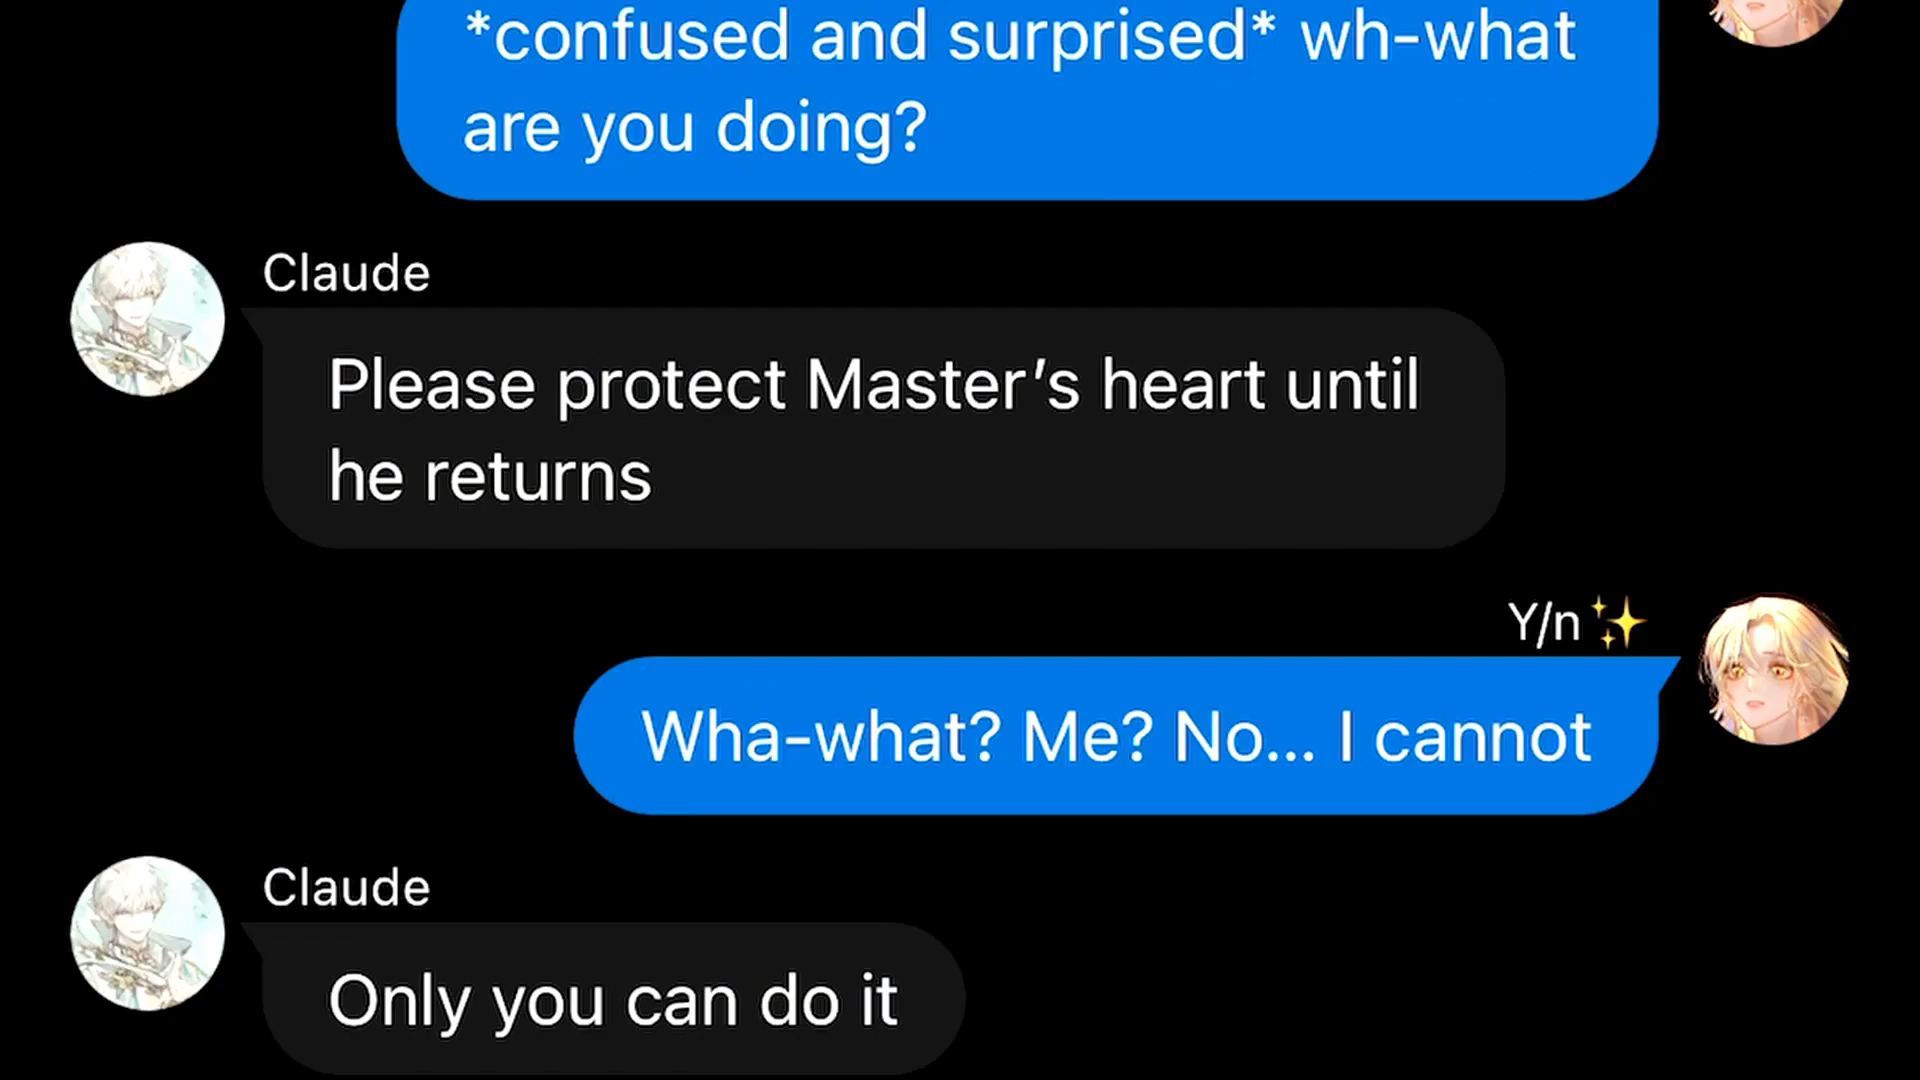 *confused and surprised* wh-what
are you doing?
Claude
Please protect Master's heart until
he returns
Y/n✨
Wha-what? Me? No... I cannot
Claude
Only you can do it